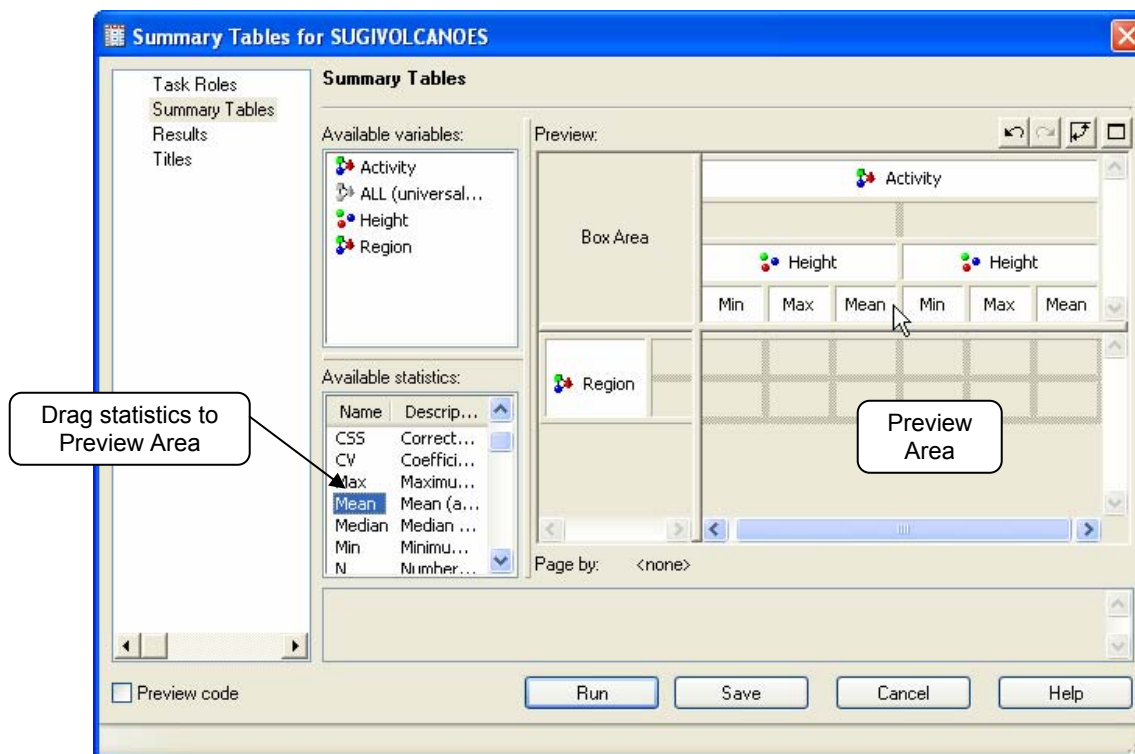 Summary Tables for SUGIVOLCANOES
Task Roles
Summary Tables
Results
Titles
Summary Tables
Available variables:
Activity
ALL (universal...
Height
Region
Available statistics:
Name Descrip...
CSS Correct...
CV Coeffici...
Max Maximu...
Mean Mean (a...
Median Median ...
Min Minimu...
N Number...
Drag statistics to
Preview Area
Preview:
Box Area
Activity
Height Height
Min Max Mean Min Max Mean
Region
Preview
Area
Page by: <none>
Preview code
Run Save Cancel Help